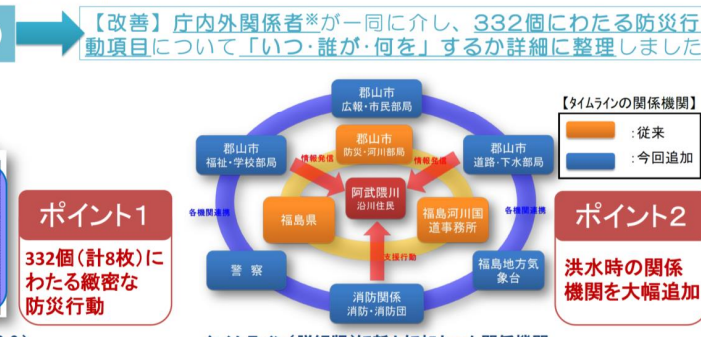 【改善】庁内外関係者※が一同に介し、332個にわたる防災行
動項目について「いつ・誰が・何を」するか詳細に整理しました
【タイムラインの関係機関】
:従来
:今回追加
郡山市
広報・市民部局
郡山市
福祉・学校部局
郡山市
防災・河川部局
郡山市
道路・下水部局
情報発信
情報発信
阿武隈川
沿川住民
福島県
福島河川国
道事務所
各機関連携
各機関連携
支援行動
警 察
福島地方気
象台
消防関係
消防・消防団
ポイント1
332個(計8枚)に
わたる緻密な
防災行動
ポイント2
洪水時の関係
機関を大幅追加